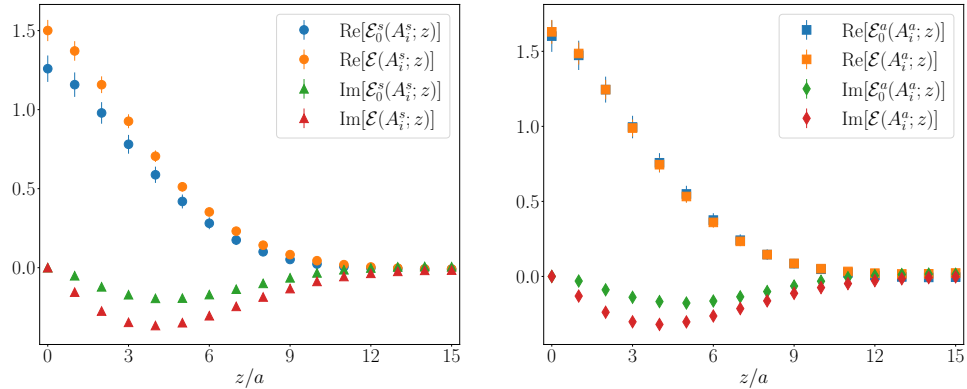 1.5
1.0
0.5
0.0
0
3
6
9
12
15
z/a
Re[ℰ₀ˢ(Aᵢˢ; z)]
Re[ℰ(Aᵢˢ; z)]
Im[ℰ₀ˢ(Aᵢˢ; z)]
Im[ℰ(Aᵢˢ; z)]
1.5
1.0
0.5
0.0
0
3
6
9
12
15
z/a
Re[ℰ₀ᵃ(Aᵢᵃ; z)]
Re[ℰ(Aᵢᵃ; z)]
Im[ℰ₀ᵃ(Aᵢᵃ; z)]
Im[ℰ(Aᵢᵃ; z)]